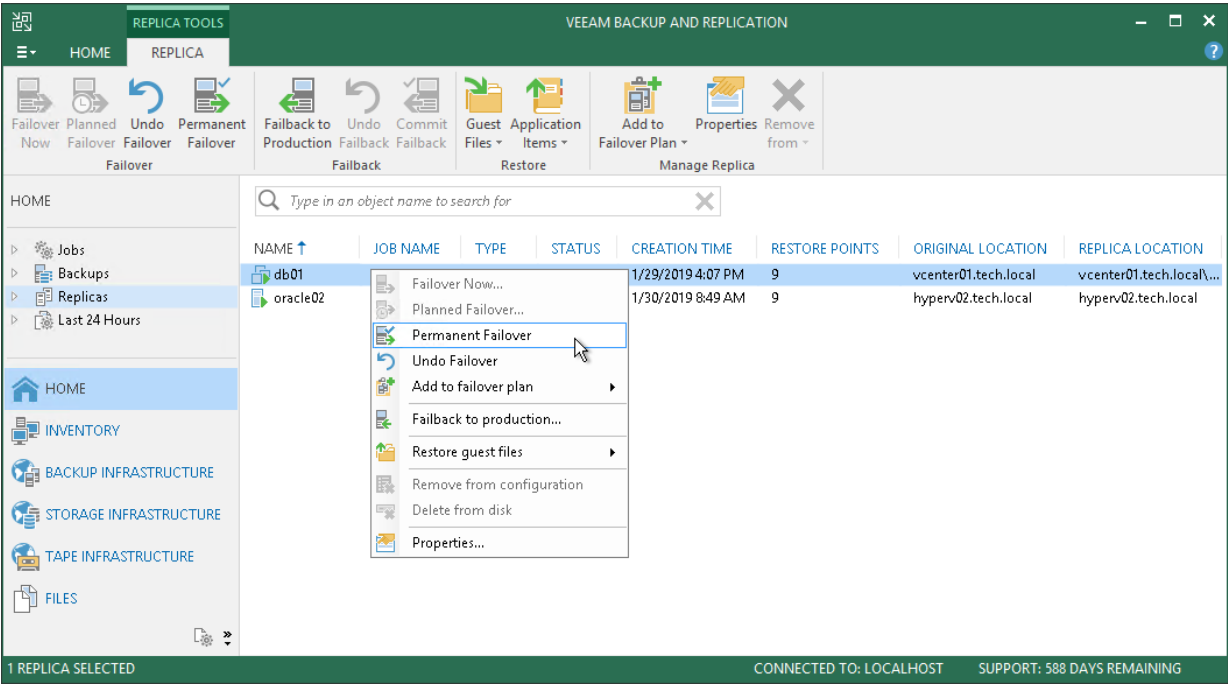 REPLICA TOOLS
VEEAM BACKUP AND REPLICATION
HOME REPLICA
Failover Now
Planned Failover
Undo Failover
Permanent Failover
Failover
Failback to Production
Undo Failback
Commit Failback
Failback
Guest Files
Application Items
Restore
Add to Failover Plan
Properties
Remove from
Manage Replica
HOME
Jobs
Backups
Replicas
Last 24 Hours
HOME
INVENTORY
BACKUP INFRASTRUCTURE
STORAGE INFRASTRUCTURE
TAPE INFRASTRUCTURE
FILES
Type in an object name to search for
NAME JOB NAME TYPE STATUS CREATION TIME RESTORE POINTS ORIGINAL LOCATION REPLICA LOCATION
db01 1/29/2019 4:07 PM 9 vcenter01.tech.local vcenter01.tech.local\...
oracle02 1/30/2019 8:49 AM 9 hyperv02.tech.local hyperv02.tech.local
Failover Now...
Planned Failover...
Permanent Failover
Undo Failover
Add to failover plan
Failback to production...
Restore guest files
Remove from configuration
Delete from disk
Properties...
1 REPLICA SELECTED
CONNECTED TO: LOCALHOST
SUPPORT: 588 DAYS REMAINING